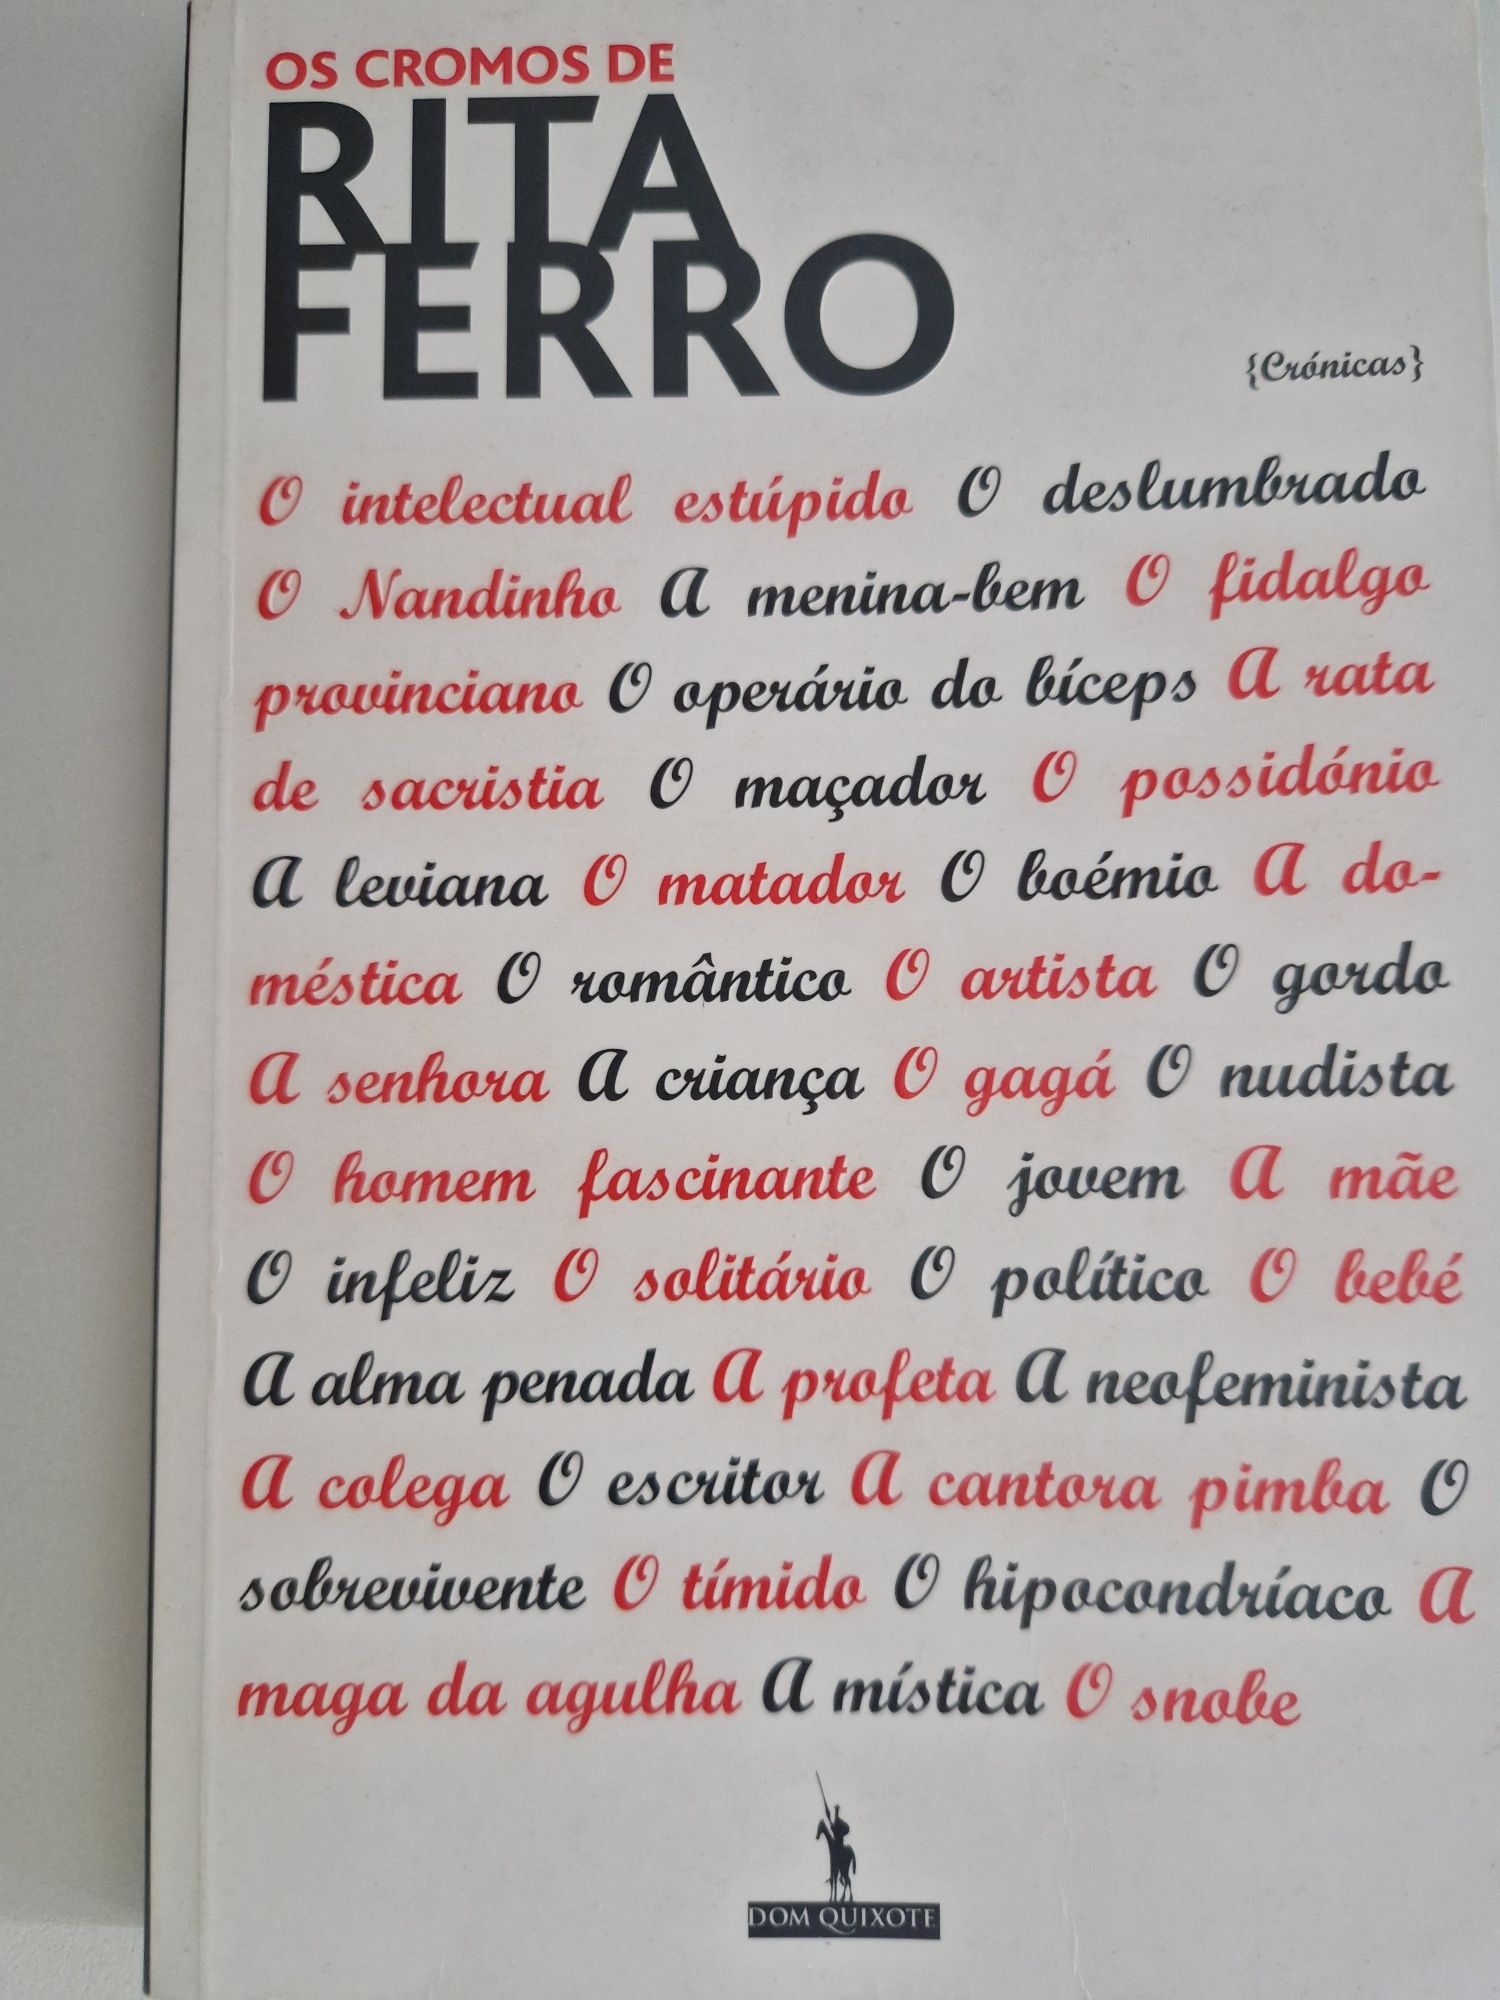 OS CROMOS DE
RITA
FERRO
{Crónicas}
O intelectual estúpido O deslumbrado
O Nandinho A menina-bem O fidalgo
provinciano O operário do bíceps A rata
de sacristia O maçador O possidónio
A leviana O matador O boémio A do-
méstica O romântico O artista O gordo
A senhora A criança O gagá O nudista
O homem fascinante O jovem A mãe
O infeliz O solitário O político O bebé
A alma penada A profeta A neofeminista
A colega O escritor A cantora pimba O
sobrevivente O tímido O hipocondríaco A
maga da agulha A mística O snobe
DOM QUIXOTE